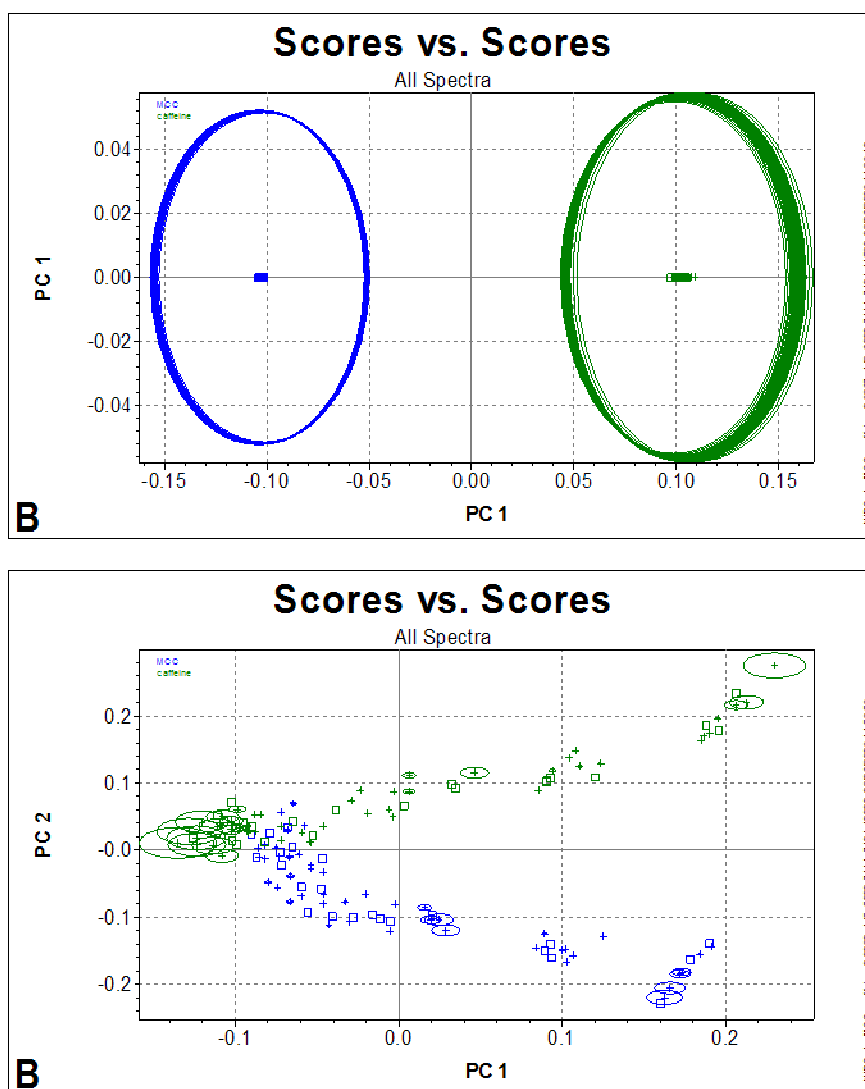 Scores vs. Scores
All Spectra
MCC
caffeine
0.04
0.02
0.00
-0.02
-0.04
PC 1
-0.15 -0.10 -0.05 0.00 0.05 0.10 0.15
PC 1
B
Scores vs. Scores
All Spectra
MCC
caffeine
0.2
0.1
-0.0
-0.1
-0.2
PC 2
-0.1 0.0 0.1 0.2
PC 1
B